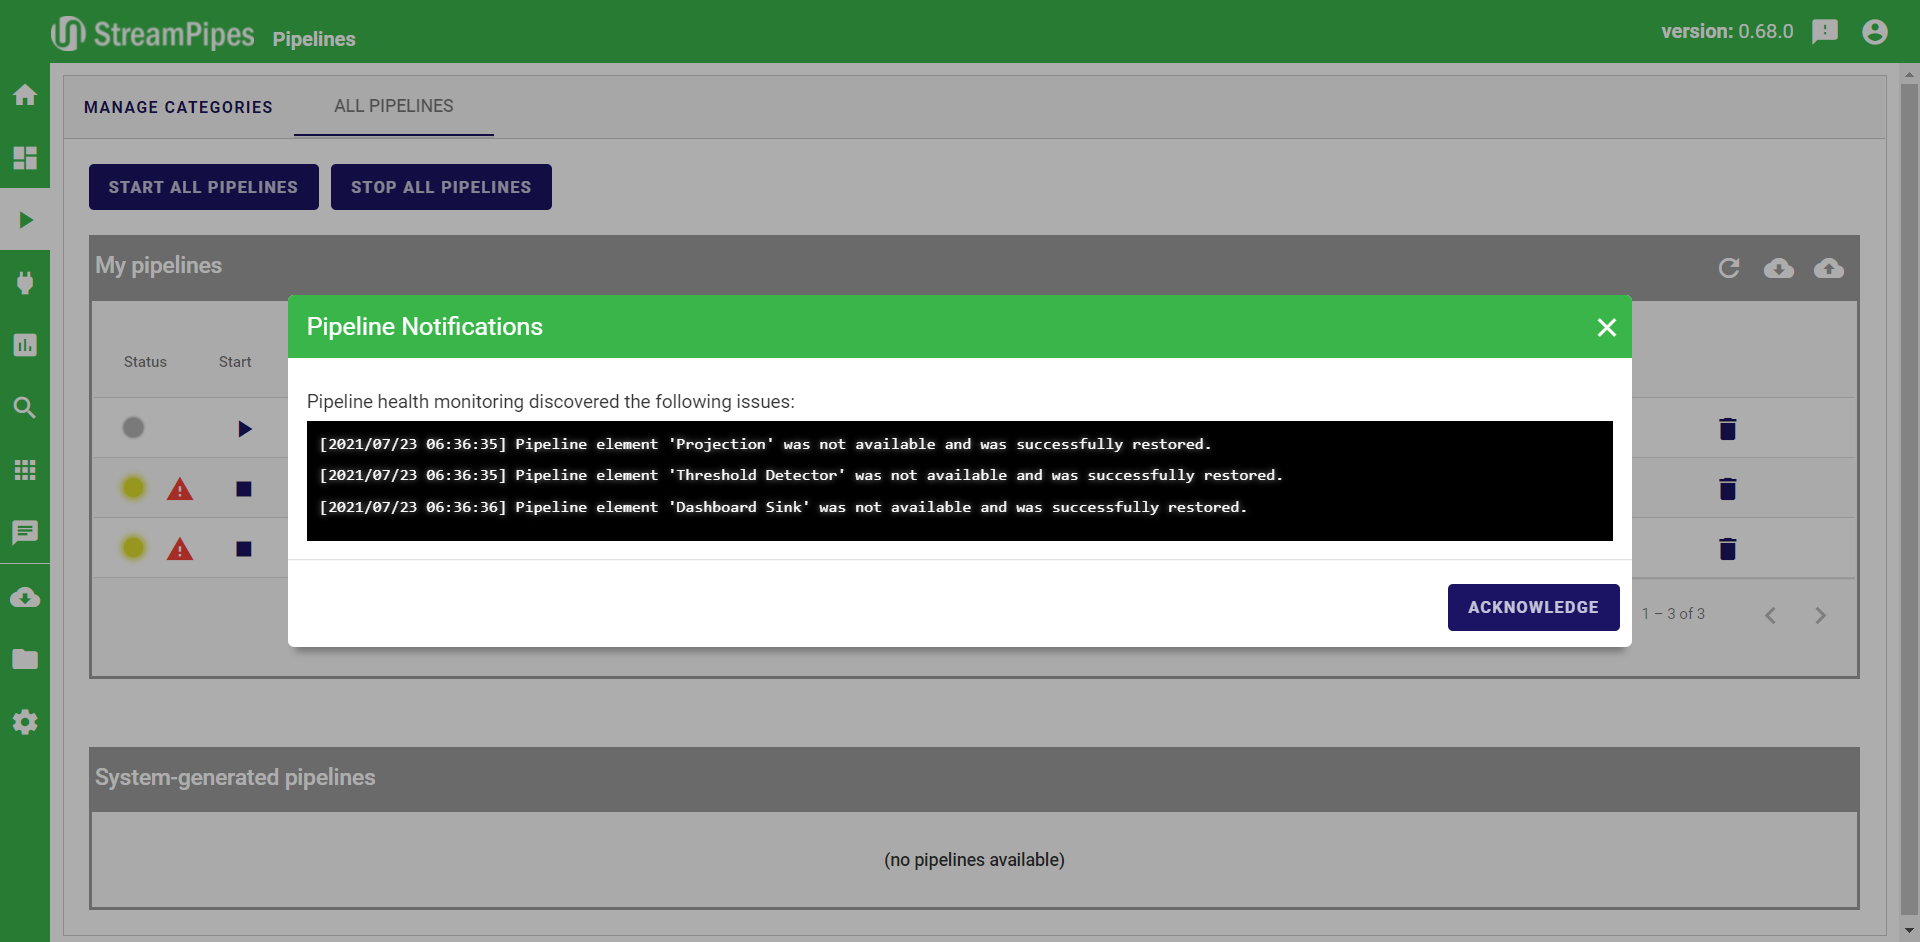 StreamPipes Pipelines version: 0.68.0
MANAGE CATEGORIES ALL PIPELINES
START ALL PIPELINES STOP ALL PIPELINES
My pipelines
Pipeline Notifications
Status Start
Pipeline health monitoring discovered the following issues:
[2021/07/23 06:36:35] Pipeline element 'Projection' was not available and was successfully restored.
[2021/07/23 06:36:35] Pipeline element 'Threshold Detector' was not available and was successfully restored.
[2021/07/23 06:36:36] Pipeline element 'Dashboard Sink' was not available and was successfully restored.
ACKNOWLEDGE
1 – 3 of 3
System-generated pipelines
(no pipelines available)